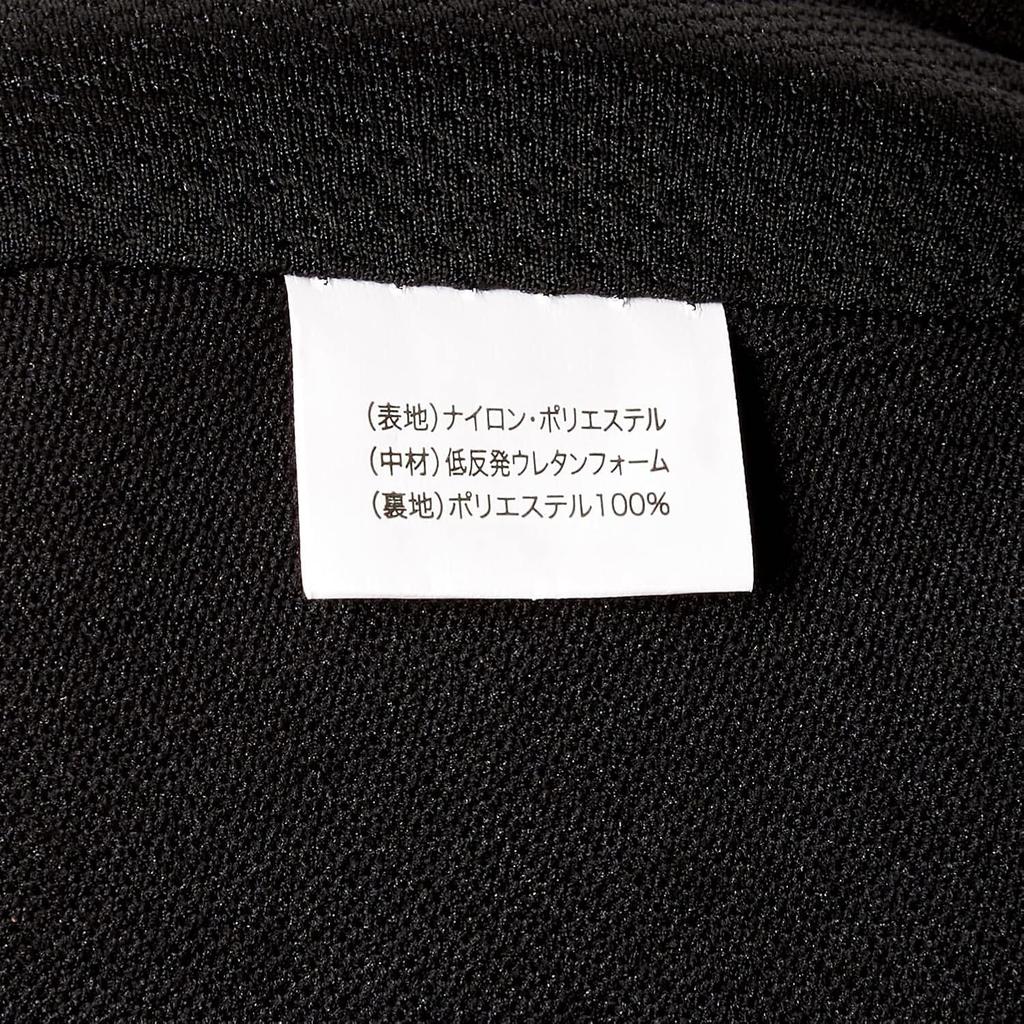 (表地)ナイロン・ポリエステル
(中材)低反発ウレタンフォーム
(裏地)ポリエステル100%